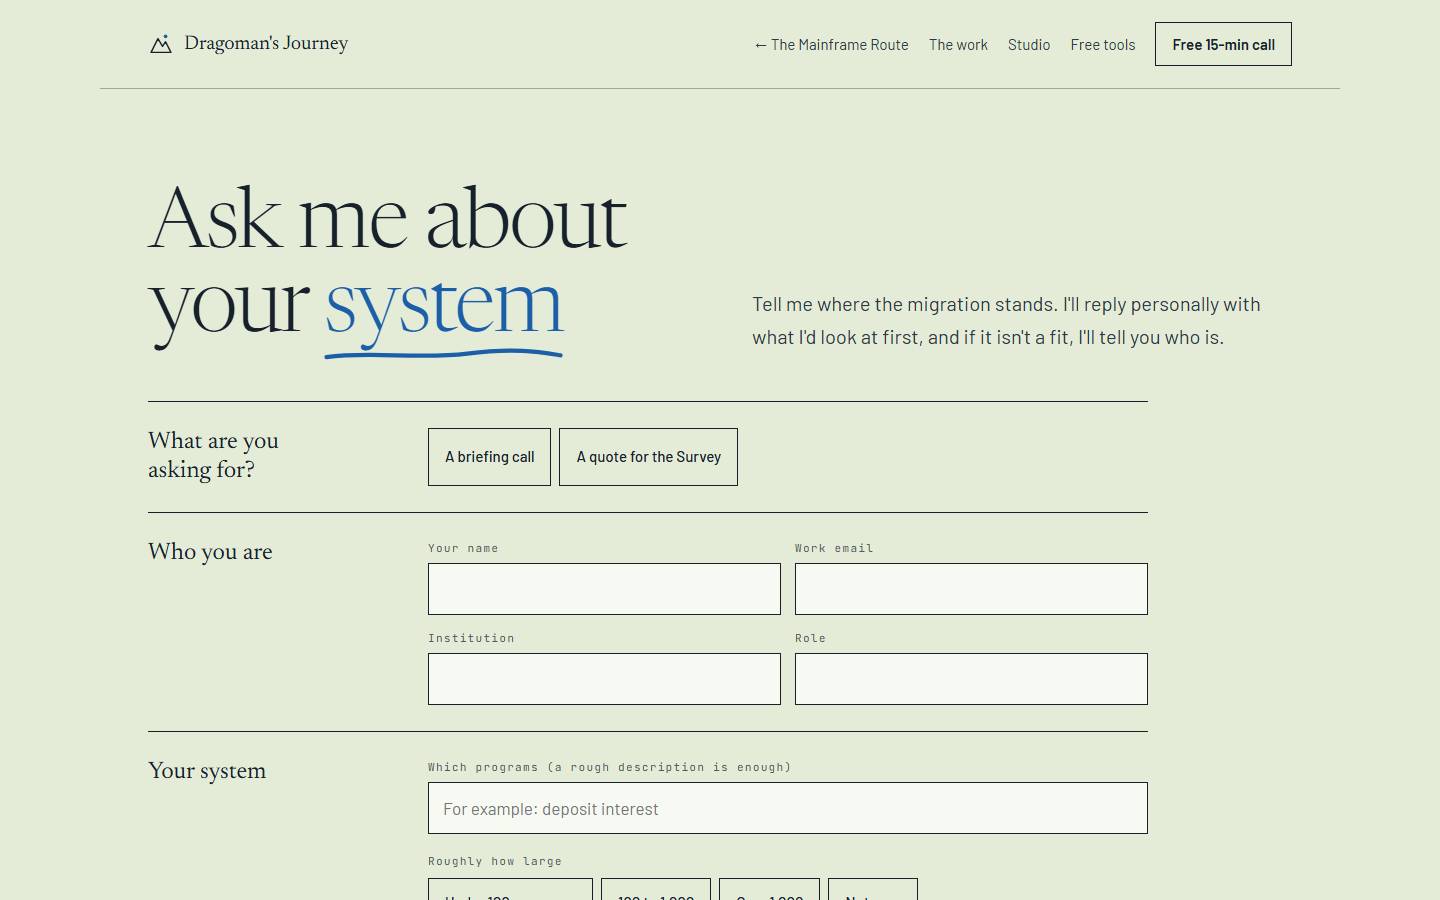 Dragoman's Journey
← The Mainframe Route
The work
Studio
Free tools
Free 15-min call
Ask me about
your system
Tell me where the migration stands. I'll reply personally with
what I'd look at first, and if it isn't a fit, I'll tell you who is.
What are you
asking for?
A briefing call
A quote for the Survey
Who you are
Your name
Work email
Institution
Role
Your system
Which programs (a rough description is enough)
For example: deposit interest
Roughly how large